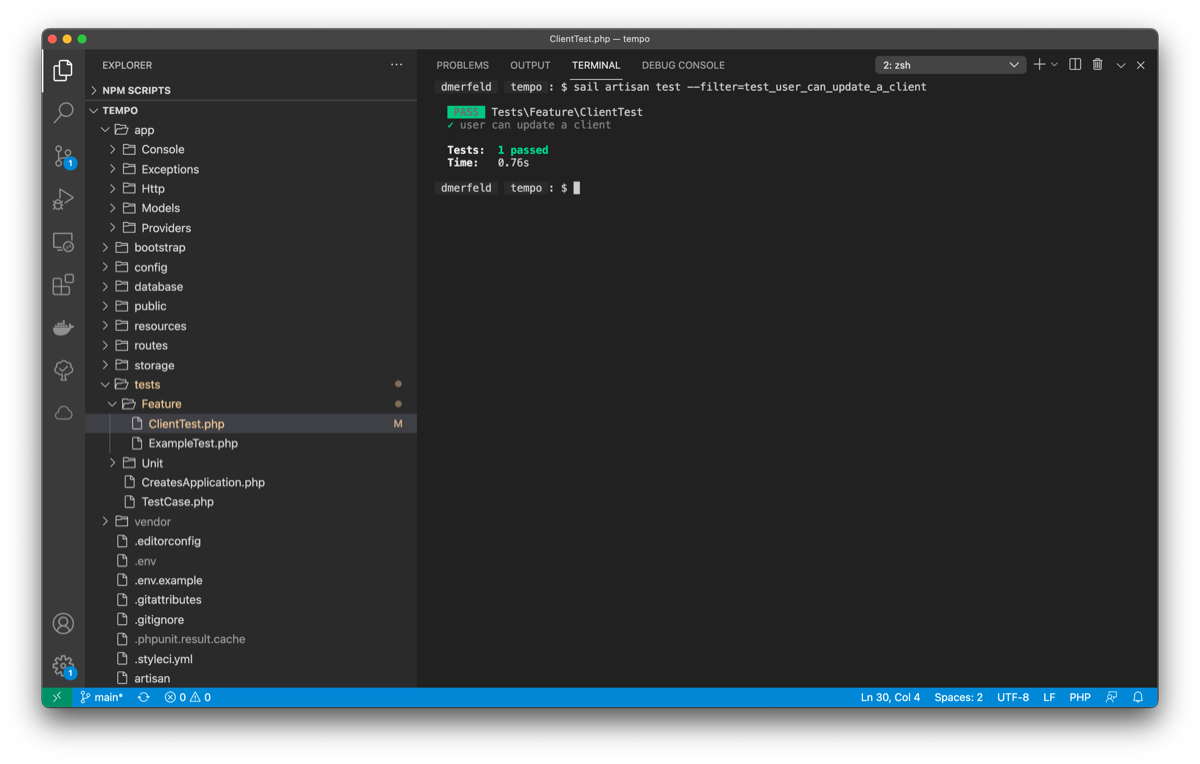 ClientTest.php — tempo
EXPLORER
NPM SCRIPTS
TEMPO
app
Console
Exceptions
Http
Models
Providers
bootstrap
config
database
public
resources
routes
storage
tests
Feature
ClientTest.php M
ExampleTest.php
Unit
CreatesApplication.php
TestCase.php
vendor
.editorconfig
.env
.env.example
.gitattributes
.gitignore
.phpunit.result.cache
.styleci.yml
artisan
1
1
PROBLEMS OUTPUT TERMINAL DEBUG CONSOLE 2: zsh
dmerfeld tempo : $ sail artisan test --filter=test_user_can_update_a_client
PASS Tests\Feature\ClientTest
✓ user can update a client
Tests: 1 passed
Time: 0.76s
dmerfeld tempo : $
main* 0 0 Ln 30, Col 4 Spaces: 2 UTF-8 LF PHP